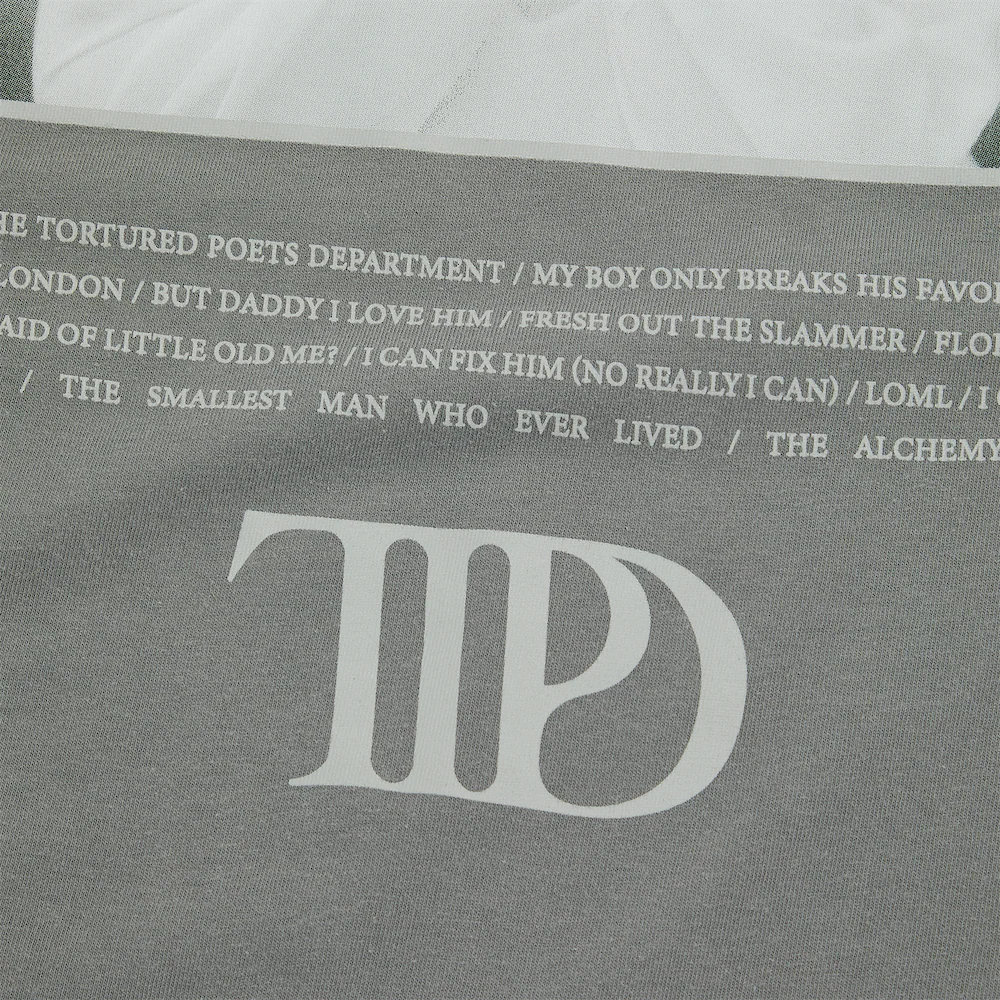 HE TORTURED POETS DEPARTMENT / MY BOY ONLY BREAKS HIS FAVO
LONDON / BUT DADDY I LOVE HIM / FRESH OUT THE SLAMMER / FLO
AID OF LITTLE OLD ME? / I CAN FIX HIM (NO REALLY I CAN) / LOML / I
/ THE SMALLEST MAN WHO EVER LIVED / THE ALCHEMY
TTPD